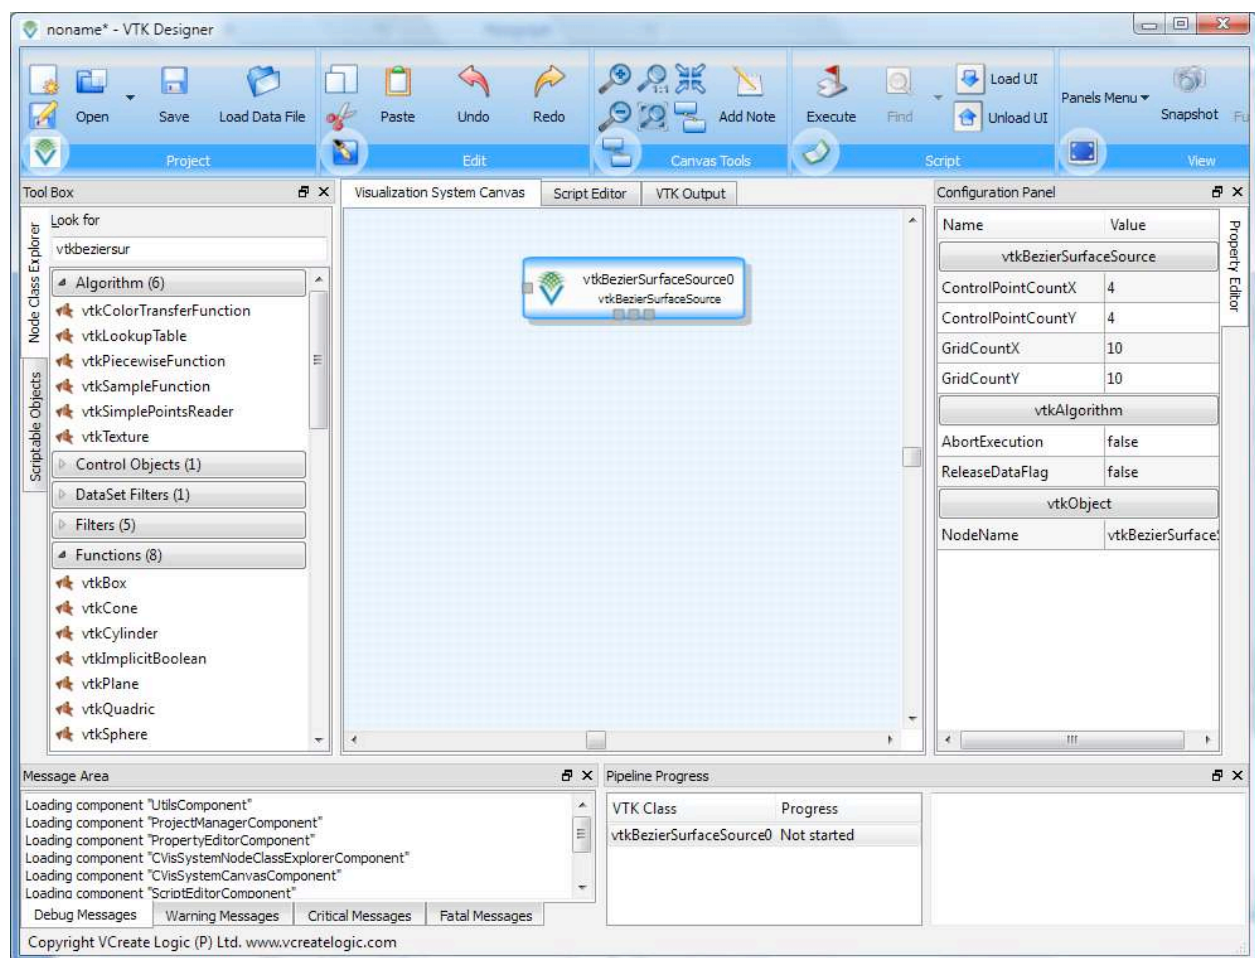 noname* - VTK Designer
Open
Save
Load Data File
Paste
Undo
Redo
1:1
Add Note
Execute
Find
Load UI
Unload UI
Panels Menu
Snapshot
Fu
Project
Edit
Canvas Tools
Script
View
Tool Box
Node Class Explorer
Scriptable Objects
Look for
vtkbeziersur
Algorithm (6)
vtkColorTransferFunction
vtkLookupTable
vtkPiecewiseFunction
vtkSampleFunction
vtkSimplePointsReader
vtkTexture
Control Objects (1)
DataSet Filters (1)
Filters (5)
Functions (8)
vtkBox
vtkCone
vtkCylinder
vtkImplicitBoolean
vtkPlane
vtkQuadric
vtkSphere
Visualization System Canvas
Script Editor
VTK Output
vtkBezierSurfaceSource0
vtkBezierSurfaceSource
Configuration Panel
Property Editor
Name Value
vtkBezierSurfaceSource
ControlPointCountX 4
ControlPointCountY 4
GridCountX 10
GridCountY 10
vtkAlgorithm
AbortExecution false
ReleaseDataFlag false
vtkObject
NodeName vtkBezierSurfaceS
Message Area
Loading component "UtilsComponent"
Loading component "ProjectManagerComponent"
Loading component "PropertyEditorComponent"
Loading component "CVisSystemNodeClassExplorerComponent"
Loading component "CVisSystemCanvasComponent"
Loading component "ScriptEditorComponent"
Debug Messages
Warning Messages
Critical Messages
Fatal Messages
Pipeline Progress
VTK Class Progress
vtkBezierSurfaceSource0 Not started
Copyright VCreate Logic (P) Ltd. www.vcreatelogic.com